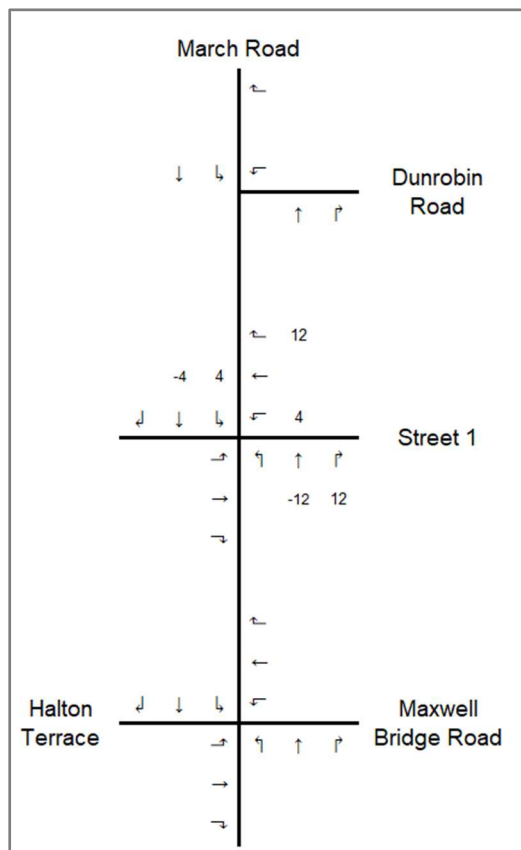 March Road
Dunrobin
Road
12
-4 4
4
Street 1
-12 12
Halton
Terrace
Maxwell
Bridge Road